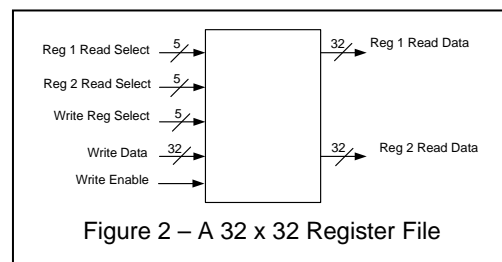 Reg 1 Read Select 5
32 Reg 1 Read Data
Reg 2 Read Select 5
Write Reg Select 5
Write Data 32
32 Reg 2 Read Data
Write Enable
Figure 2 – A 32 x 32 Register File